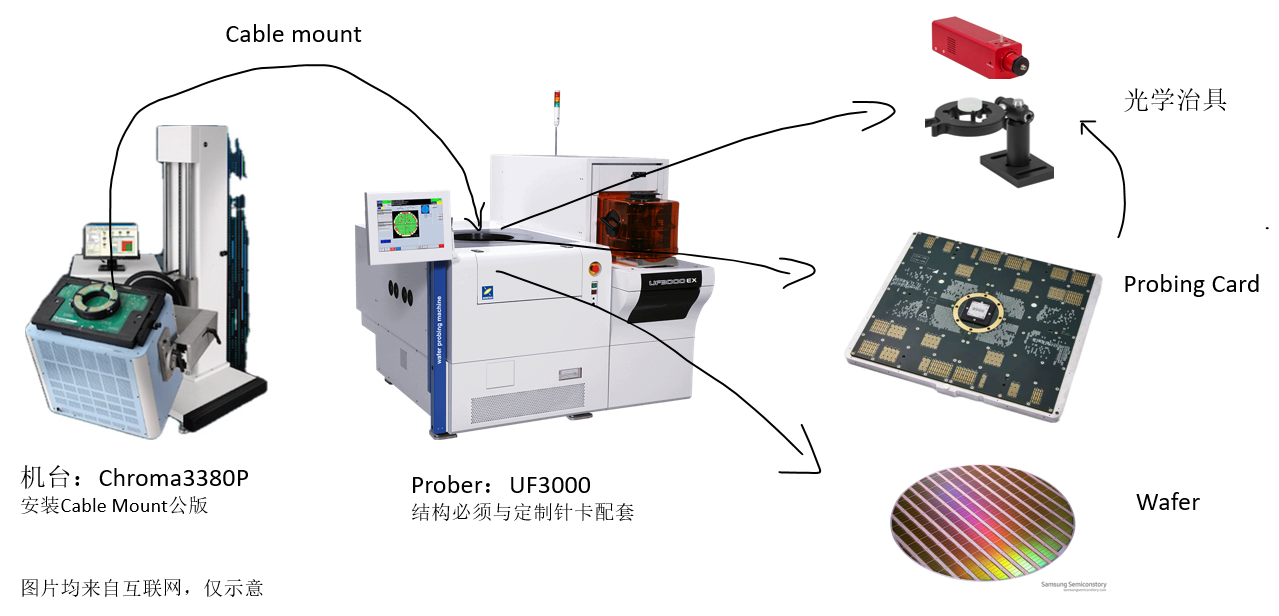 Cable mount
光学治具
Probing Card
UF3000 EX
wafer probing machine
机台：Chroma3380P
安装Cable Mount公版
Prober：UF3000
结构必须与定制针卡配套
Wafer
Samsung Semiconstory
samsungsemiconstory.com
图片均来自互联网，仅示意